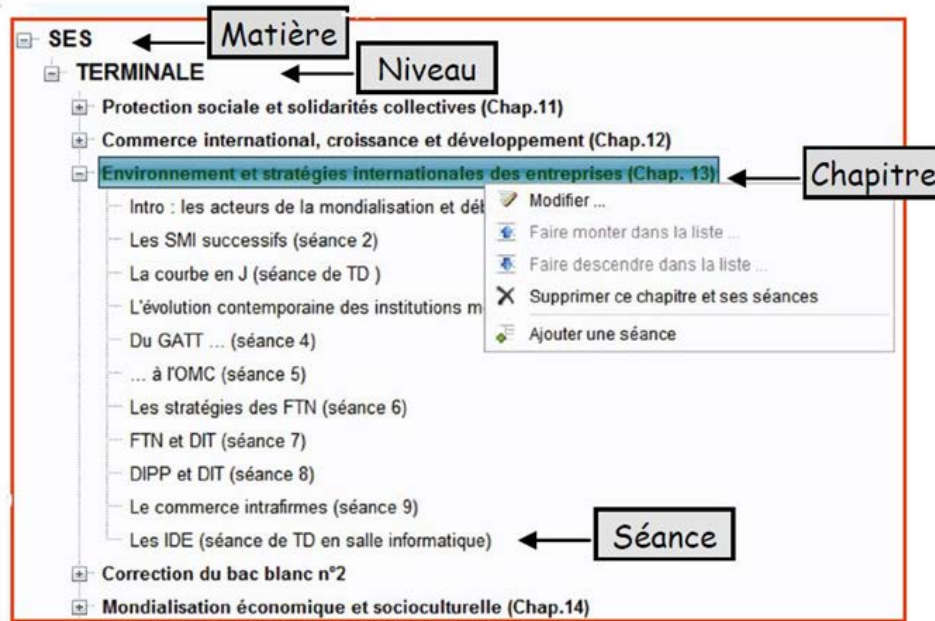 SES
Matière
TERMINALE
Niveau
Protection sociale et solidarités collectives (Chap.11)
Commerce international, croissance et développement (Chap.12)
Environnement et stratégies internationales des entreprises (Chap. 13)
Chapitre
Intro : les acteurs de la mondialisation et déb
Les SMI successifs (séance 2)
La courbe en J (séance de TD )
L'évolution contemporaine des institutions m
Modifier ...
Faire monter dans la liste ...
Faire descendre dans la liste ...
Supprimer ce chapitre et ses séances
Ajouter une séance
Du GATT ... (séance 4)
... à l'OMC (séance 5)
Les stratégies des FTN (séance 6)
FTN et DIT (séance 7)
DIPP et DIT (séance 8)
Le commerce intrafirmes (séance 9)
Les IDE (séance de TD en salle informatique)
Séance
Correction du bac blanc n°2
Mondialisation économique et socioculturelle (Chap.14)